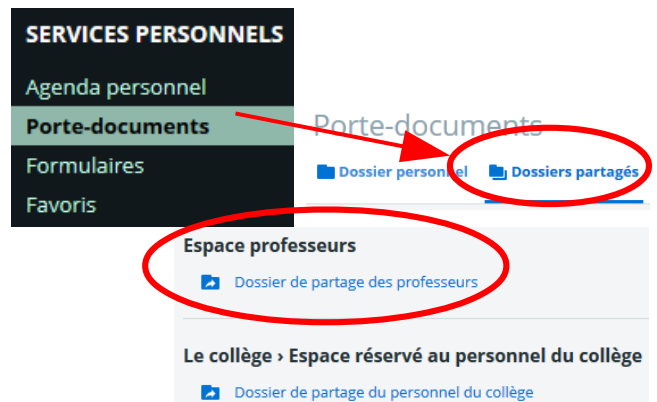 SERVICES PERSONNELS
Agenda personnel
Porte-documents
Formulaires
Favoris
Porte-documents
Dossier personnel
Dossiers partagés
Espace professeurs
Dossier de partage des professeurs
Le collège › Espace réservé au personnel du collège
Dossier de partage du personnel du collège